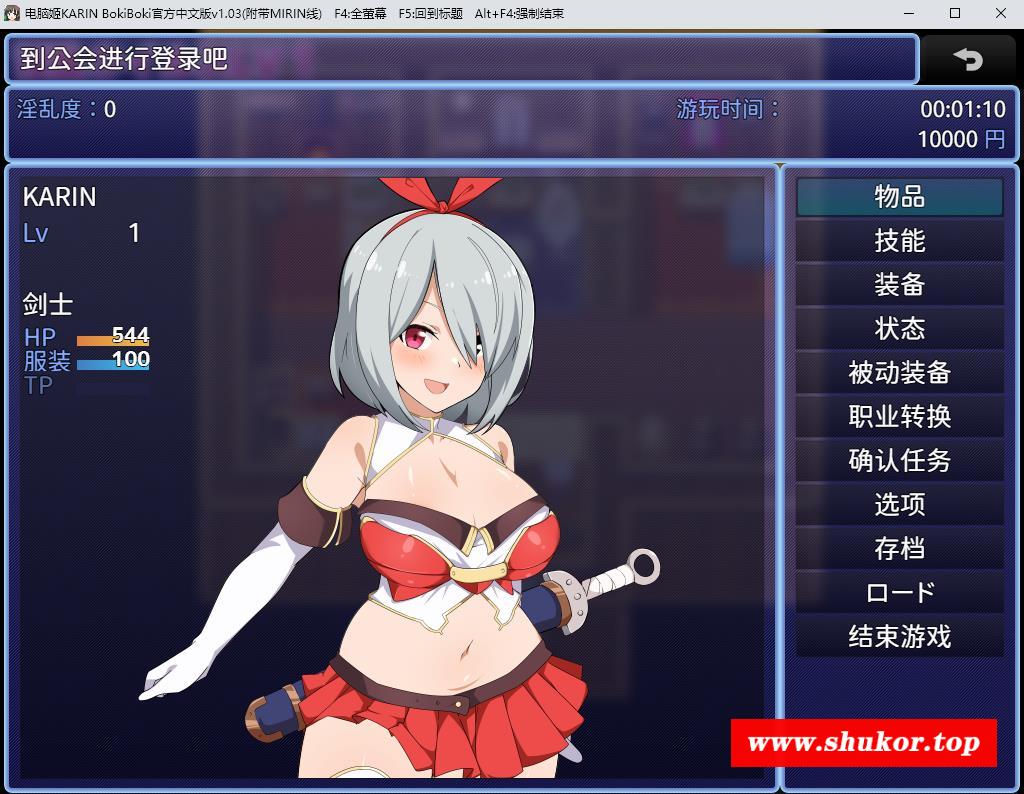 电脑姬KARIN BokiBoki官方中文版v1.03(附带MIRIN线)    F4:全萤幕    F5:回到标题    Alt+F4:强制结束
到公会进行登录吧
淫乱度：0
游玩时间： 00:01:10
10000 円
KARIN
Lv 1
剑士
HP 544
服装 100
TP
物品
技能
装备
状态
被动装备
职业转换
确认任务
选项
存档
ロード
结束游戏
www.shukor.top